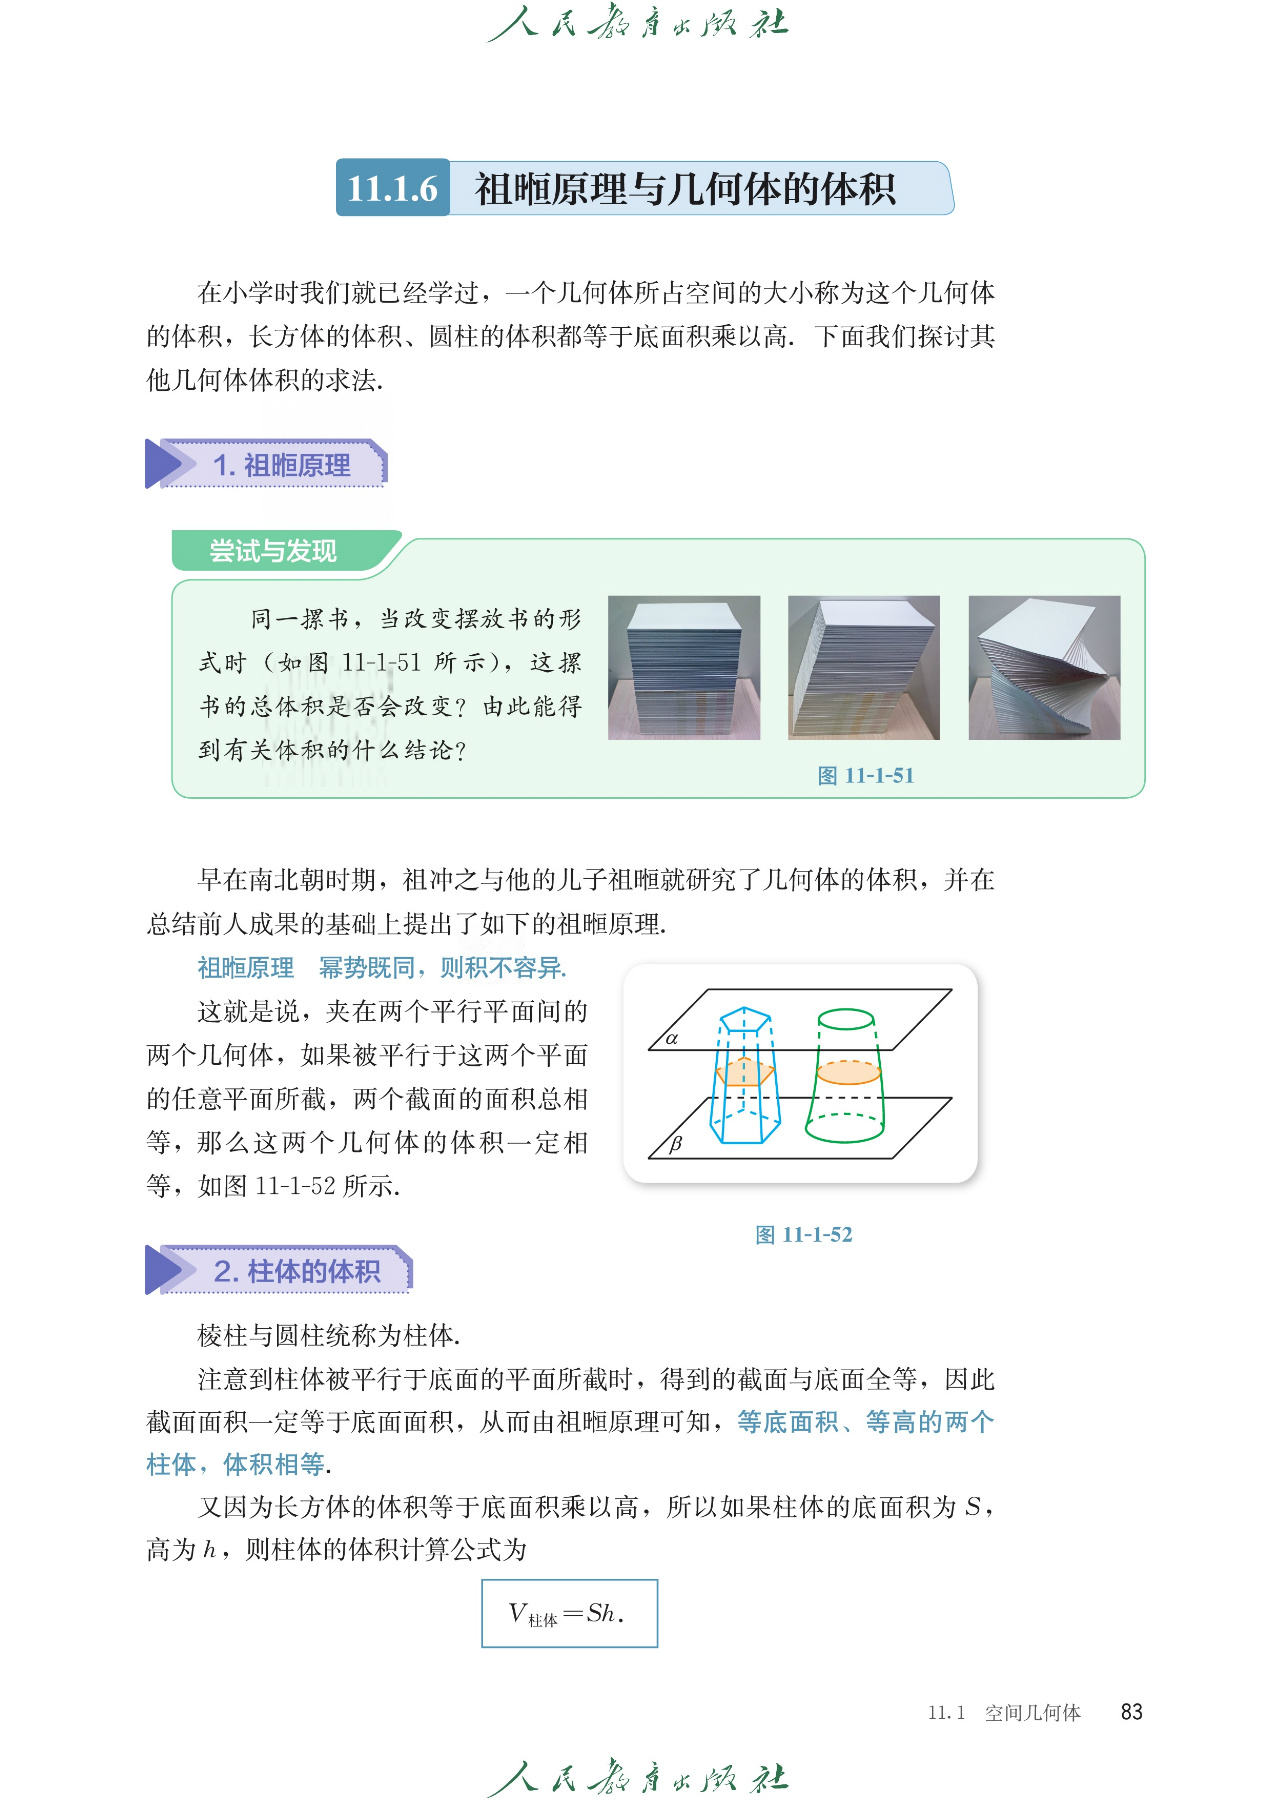 人民教育出版社
11.1.6 祖暅原理与几何体的体积
在小学时我们就已经学过，一个几何体所占空间的大小称为这个几何体
的体积，长方体的体积、圆柱的体积都等于底面积乘以高．下面我们探讨其
他几何体体积的求法．
1. 祖暅原理
尝试与发现
同一摞书，当改变摆放书的形
式时（如图 11-1-51 所示），这摞
书的总体积是否会改变？由此能得
到有关体积的什么结论？
图 11-1-51
早在南北朝时期，祖冲之与他的儿子祖暅就研究了几何体的体积，并在
总结前人成果的基础上提出了如下的祖暅原理．
祖暅原理　幂势既同，则积不容异．
这就是说，夹在两个平行平面间的
两个几何体，如果被平行于这两个平面
的任意平面所截，两个截面的面积总相
等，那么这两个几何体的体积一定相
等，如图 11-1-52 所示．
α
β
图 11-1-52
2. 柱体的体积
棱柱与圆柱统称为柱体．
注意到柱体被平行于底面的平面所截时，得到的截面与底面全等，因此
截面面积一定等于底面面积，从而由祖暅原理可知，等底面积、等高的两个
柱体，体积相等．
又因为长方体的体积等于底面积乘以高，所以如果柱体的底面积为 S，
高为 h，则柱体的体积计算公式为
V柱体＝Sh．
11.1　空间几何体　83
人民教育出版社